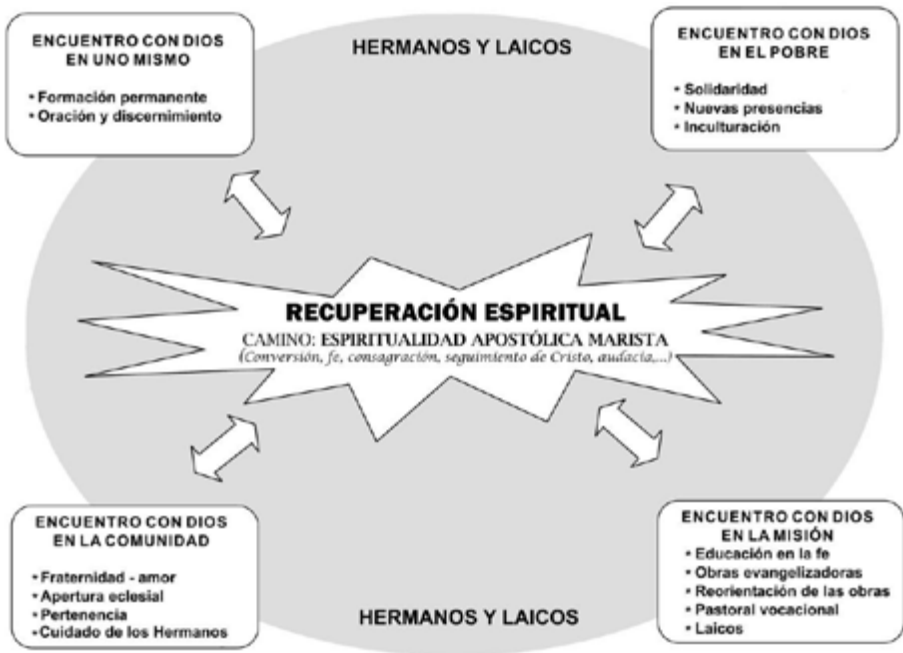 ENCUENTRO CON DIOS
EN UNO MISMO
• Formación permanente
• Oración y discernimiento
HERMANOS Y LAICOS
ENCUENTRO CON DIOS
EN EL POBRE
• Solidaridad
• Nuevas presencias
• Inculturación
RECUPERACIÓN ESPIRITUAL
CAMINO: ESPIRITUALIDAD APOSTÓLICA MARISTA
(Conversión, fe, consagración, seguimiento de Cristo, audacia,...)
ENCUENTRO CON DIOS
EN LA COMUNIDAD
• Fraternidad - amor
• Apertura eclesial
• Pertenencia
• Cuidado de los Hermanos
HERMANOS Y LAICOS
ENCUENTRO CON DIOS
EN LA MISIÓN
• Educación en la fe
• Obras evangelizadoras
• Reorientación de las obras
• Pastoral vocacional
• Laicos